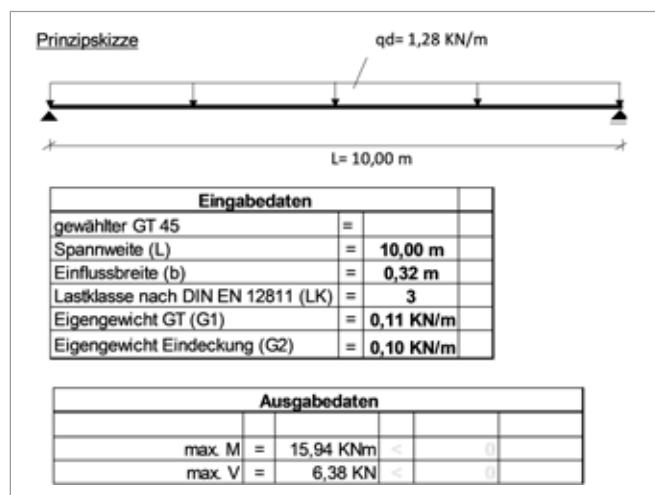 Prinzipskizze
qd= 1,28 KN/m
L= 10,00 m
Eingabedaten
gewählter GT 45 =
Spannweite (L) = 10,00 m
Einflussbreite (b) = 0,32 m
Lastklasse nach DIN EN 12811 (LK) = 3
Eigengewicht GT (G1) = 0,11 KN/m
Eigengewicht Eindeckung (G2) = 0,10 KN/m
Ausgabedaten
max. M = 15,94 KNm < 0
max. V = 6,38 KN < 0